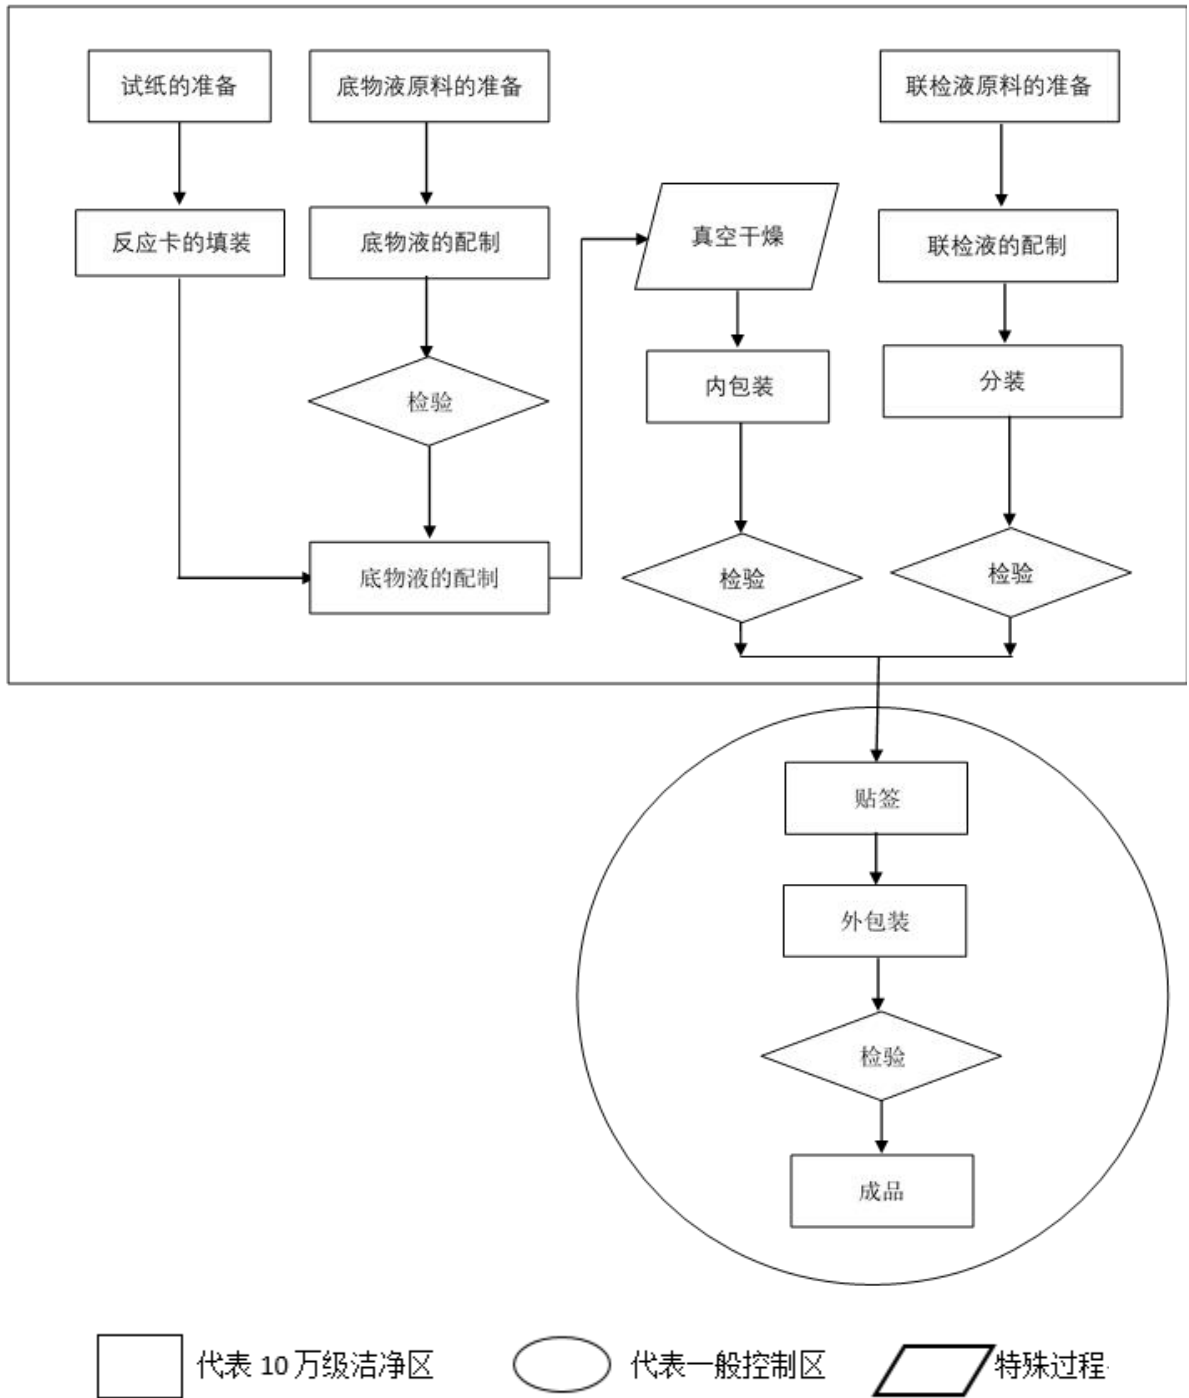 试纸的准备
底物液原料的准备
联检液原料的准备
反应卡的填装
底物液的配制
真空干燥
联检液的配制
检验
内包装
分装
底物液的配制
检验
检验
贴签
外包装
检验
成品
代表 10 万级洁净区
代表一般控制区
特殊过程